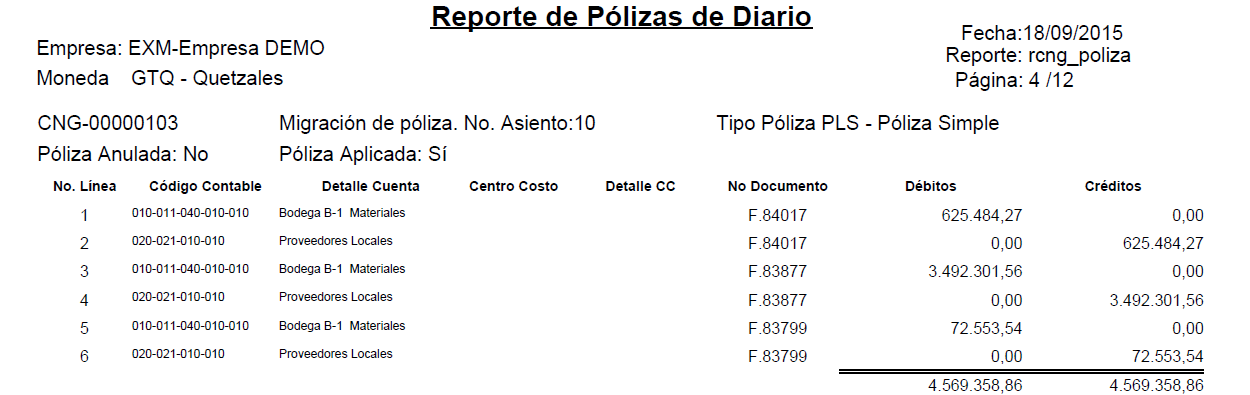 Reporte de Pólizas de Diario
Empresa: EXM-Empresa DEMO
Fecha:18/09/2015
Moneda GTQ - Quetzales
Reporte: rcng_poliza
Página: 4 /12
CNG-00000103 Migración de póliza. No. Asiento:10 Tipo Póliza PLS - Póliza Simple
Póliza Anulada: No Póliza Aplicada: Sí
No. Línea Código Contable Detalle Cuenta Centro Costo Detalle CC No Documento Débitos Créditos
1 010-011-040-010-010 Bodega B-1 Materiales F.84017 625.484,27 0,00
2 020-021-010-010 Proveedores Locales F.84017 0,00 625.484,27
3 010-011-040-010-010 Bodega B-1 Materiales F.83877 3.492.301,56 0,00
4 020-021-010-010 Proveedores Locales F.83877 0,00 3.492.301,56
5 010-011-040-010-010 Bodega B-1 Materiales F.83799 72.553,54 0,00
6 020-021-010-010 Proveedores Locales F.83799 0,00 72.553,54
4.569.358,86 4.569.358,86